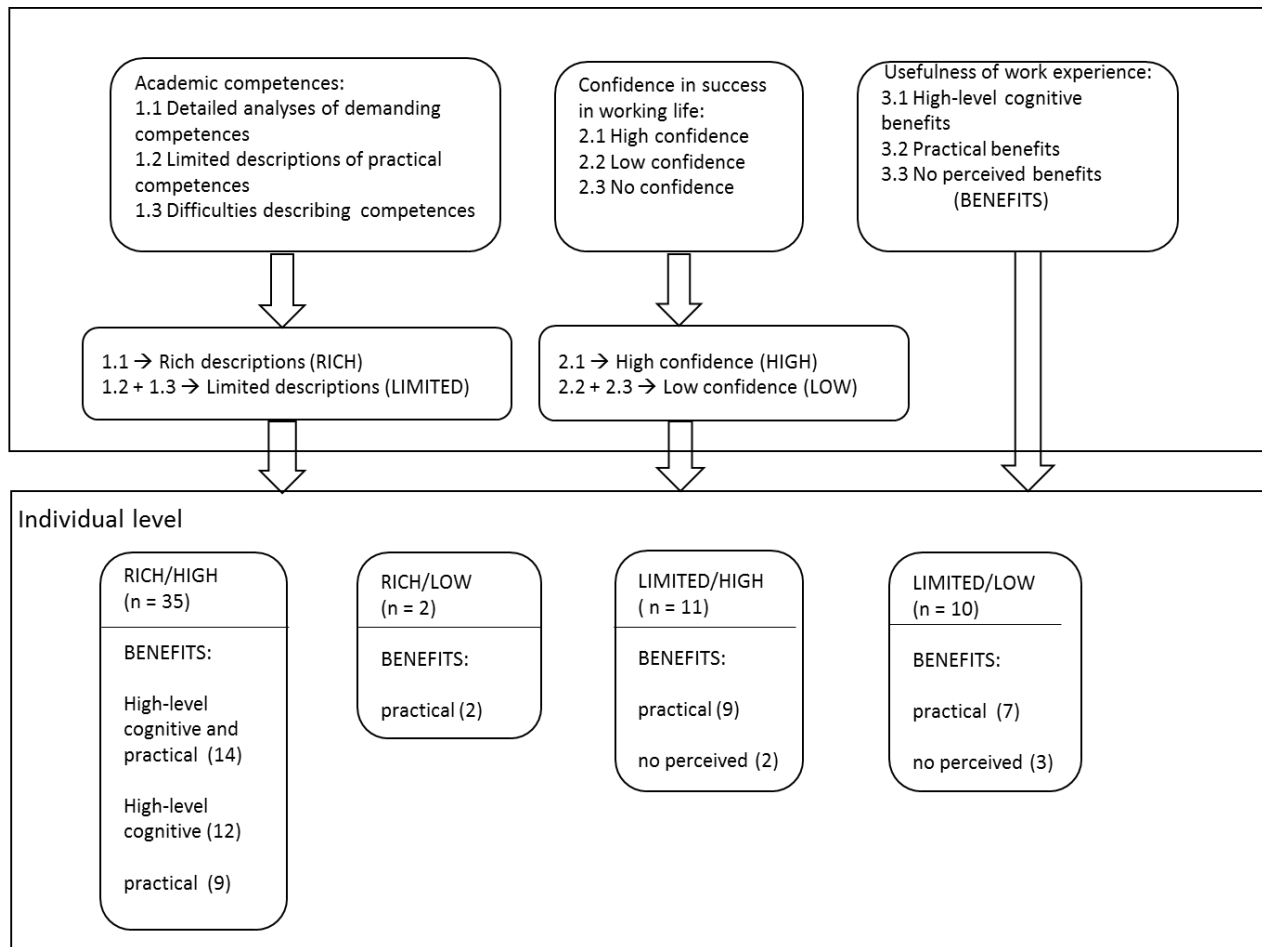 Academic competences:
1.1 Detailed analyses of demanding
competences
1.2 Limited descriptions of practical
competences
1.3 Difficulties describing competences
Confidence in success
in working life:
2.1 High confidence
2.2 Low confidence
2.3 No confidence
Usefulness of work experience:
3.1 High-level cognitive
benefits
3.2 Practical benefits
3.3 No perceived benefits
(BENEFITS)
1.1 → Rich descriptions (RICH)
1.2 + 1.3 → Limited descriptions (LIMITED)
2.1 → High confidence (HIGH)
2.2 + 2.3 → Low confidence (LOW)
Individual level
RICH/HIGH
(n = 35)
BENEFITS:
High-level
cognitive and
practical (14)
High-level
cognitive (12)
practical (9)
RICH/LOW
(n = 2)
BENEFITS:
practical (2)
LIMITED/HIGH
( n = 11)
BENEFITS:
practical (9)
no perceived (2)
LIMITED/LOW
(n = 10)
BENEFITS:
practical (7)
no perceived (3)